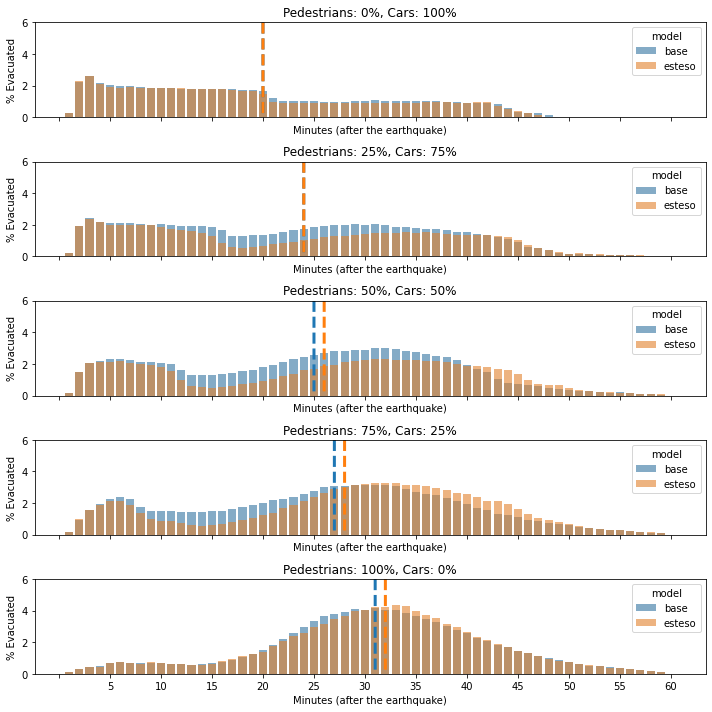 Pedestrians: 0%, Cars: 100%
6
4
2
0
% Evacuated
model
base
esteso
Minutes (after the earthquake)
Pedestrians: 25%, Cars: 75%
6
4
2
0
% Evacuated
model
base
esteso
Minutes (after the earthquake)
Pedestrians: 50%, Cars: 50%
6
4
2
0
% Evacuated
model
base
esteso
Minutes (after the earthquake)
Pedestrians: 75%, Cars: 25%
6
4
2
0
% Evacuated
model
base
esteso
Minutes (after the earthquake)
Pedestrians: 100%, Cars: 0%
6
4
2
0
% Evacuated
model
base
esteso
5 10 15 20 25 30 35 40 45 50 55 60
Minutes (after the earthquake)